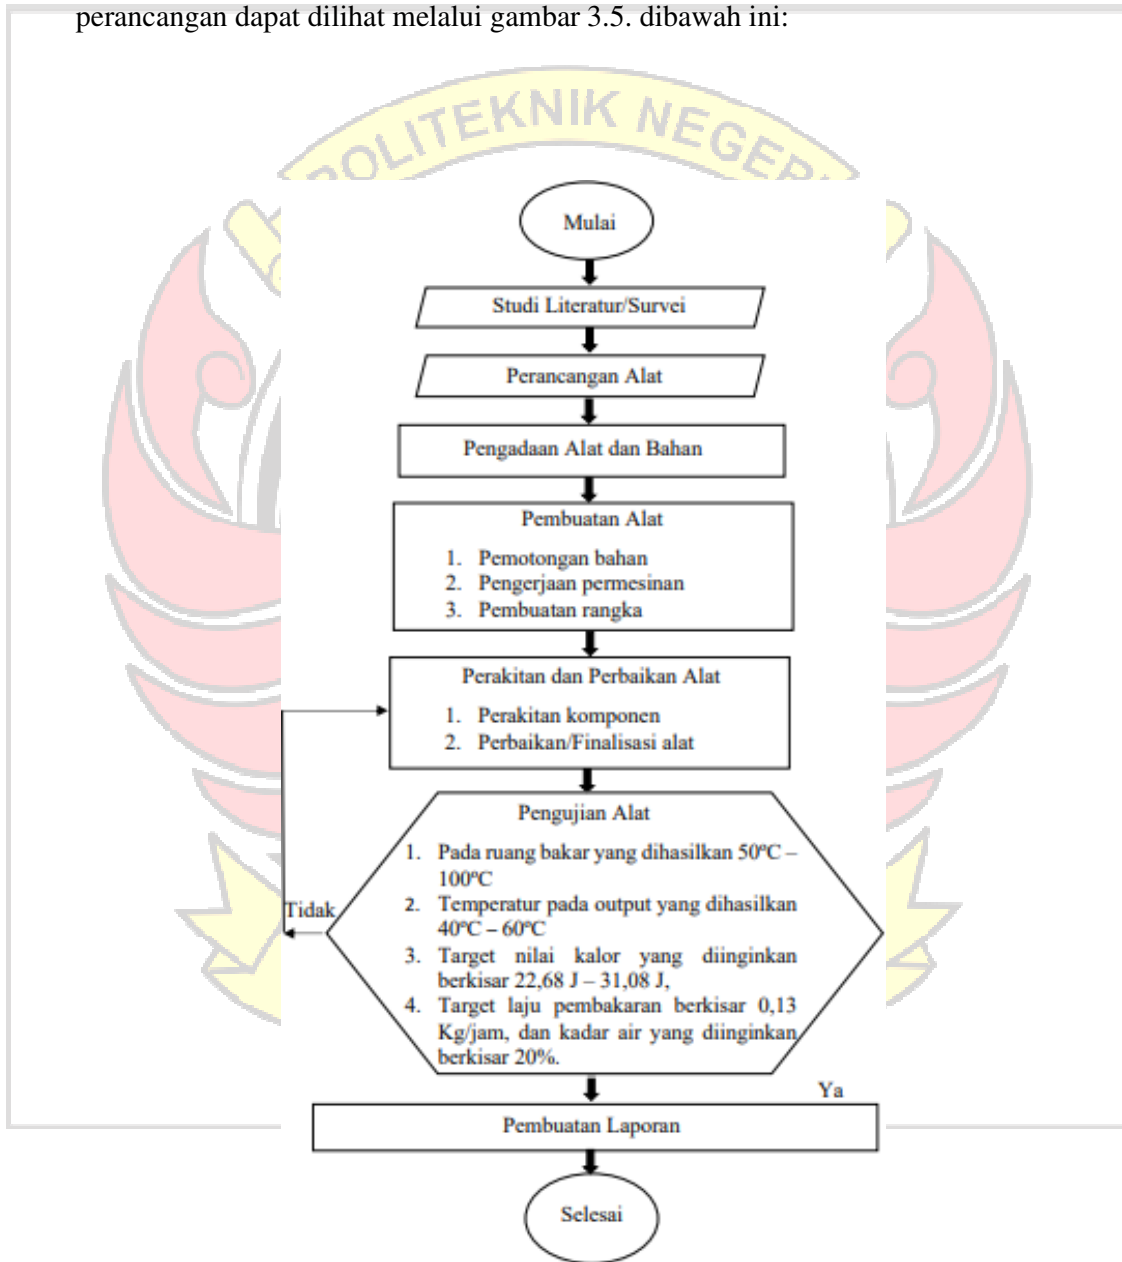 perancangan dapat dilihat melalui gambar 3.5. dibawah ini:
POLITEKNIK NEGERI
Mulai
Studi Literatur/Survei
Perancangan Alat
Pengadaan Alat dan Bahan
Pembuatan Alat
1. Pemotongan bahan
2. Pengerjaan permesinan
3. Pembuatan rangka
Perakitan dan Perbaikan Alat
1. Perakitan komponen
2. Perbaikan/Finalisasi alat
Pengujian Alat
1. Pada ruang bakar yang dihasilkan 50ºC –
100ºC
2. Temperatur pada output yang dihasilkan
40ºC – 60ºC
3. Target nilai kalor yang diinginkan
berkisar 22,68 J – 31,08 J,
4. Target laju pembakaran berkisar 0,13
Kg/jam, dan kadar air yang diinginkan
berkisar 20%.
Tidak
Ya
Pembuatan Laporan
Selesai